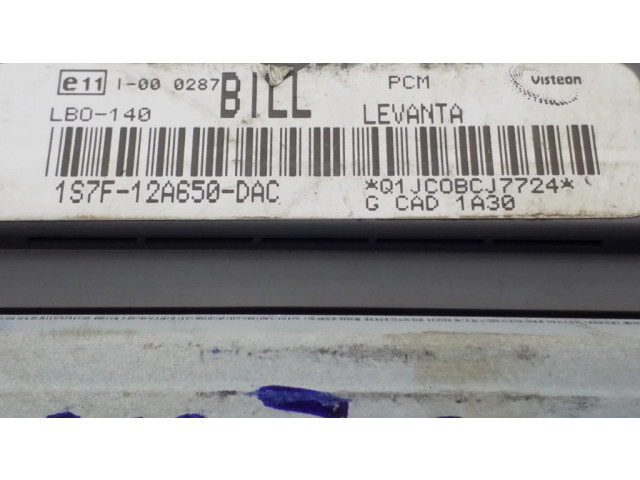 e11 I-00 0287 BILL PCM Visteon
LBO-140 LEVANTA
1S7F-12A650-DAC *Q1JCOBCJ7724*
G CAD 1A30